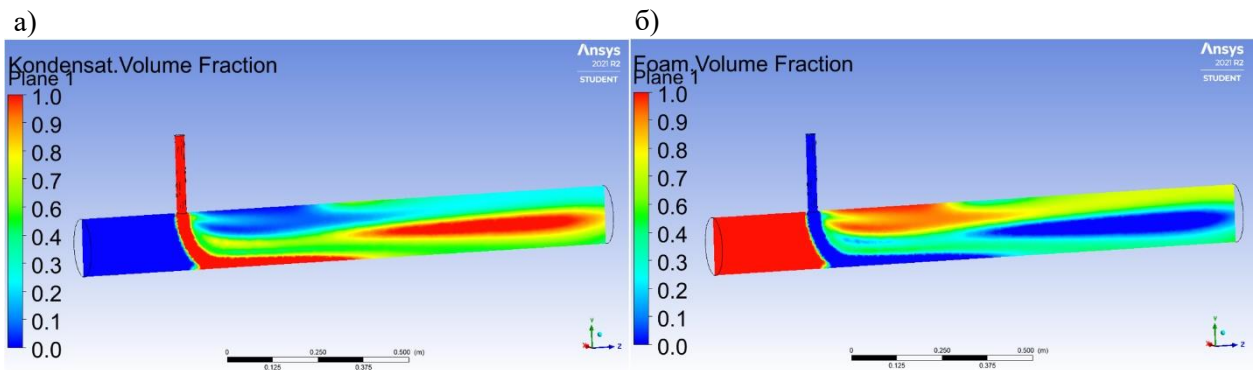 а)
Kondensat.Volume Fraction
Plane 1
1.0
0.9
0.8
0.7
0.6
0.5
0.4
0.3
0.2
0.1
0.0
Ansys
2021 R2
STUDENT
0 0.250 0.500 (m)
0.125 0.375
Y
X Z
б)
Foam.Volume Fraction
Plane 1
1.0
0.9
0.8
0.7
0.6
0.5
0.4
0.3
0.2
0.1
0.0
Ansys
2021 R2
STUDENT
0 0.250 0.500 (m)
0.125 0.375
Y
X Z